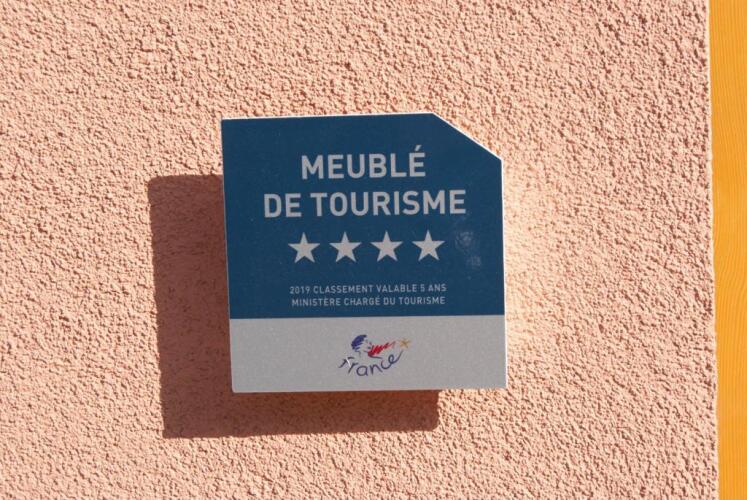 MEUBLÉ
DE TOURISME
2019 CLASSEMENT VALABLE 5 ANS
MINISTÈRE CHARGÉ DU TOURISME
france